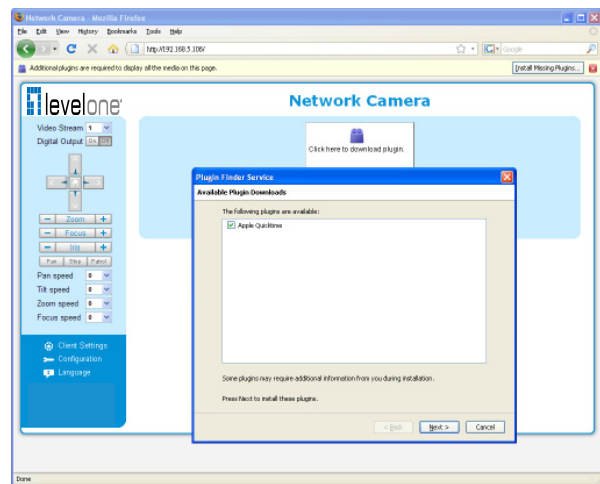 Network Camera - Mozilla Firefox
File Edit View History Bookmarks Tools Help
http://192.168.5.106/
Google
Additional plugins are required to display all the media on this page.
Install Missing Plugins...
levelone
Network Camera
Video Stream 1
Digital Output On Off
Click here to download plugin.
Zoom
Focus
Iris
Pan Stop Patrol
Pan speed 0
Tilt speed 0
Zoom speed 0
Focus speed 0
Client Settings
Configuration
Language
Plugin Finder Service
Available Plugin Downloads
The following plugins are available:
Apple Quicktime
Some plugins may require additional information from you during installation.
Press Next to install these plugins.
< Back Next > Cancel
Done